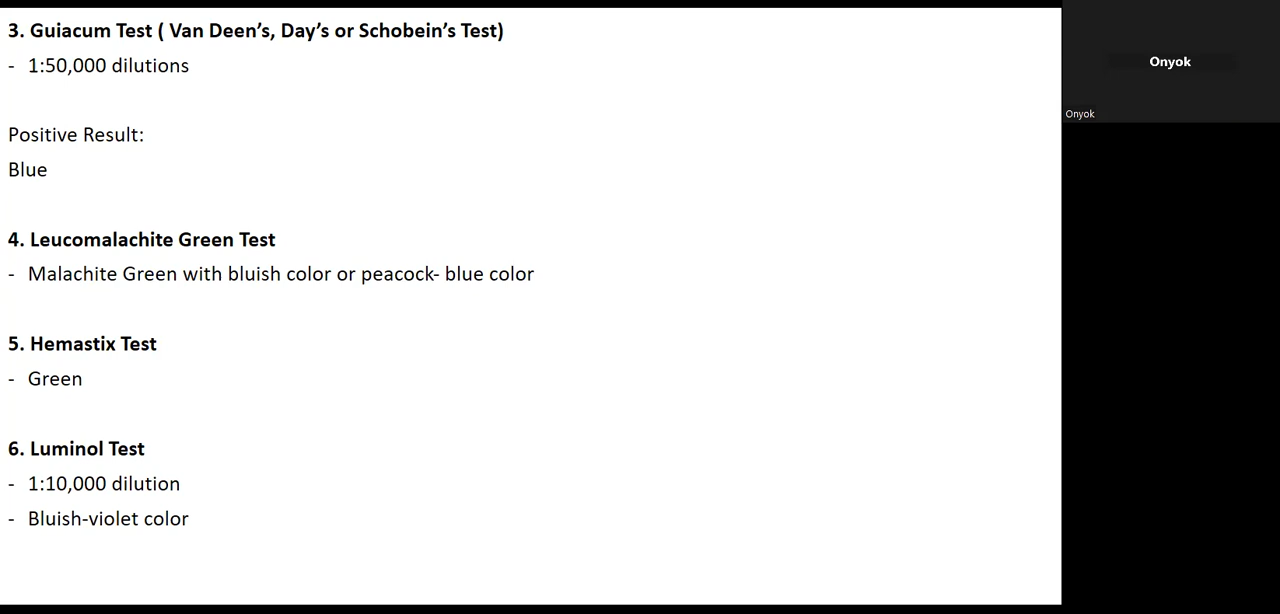 3. Guiacum Test ( Van Deen’s, Day’s or Schobein’s Test)
- 1:50,000 dilutions
Positive Result:
Blue
4. Leucomalachite Green Test
- Malachite Green with bluish color or peacock- blue color
5. Hemastix Test
- Green
6. Luminol Test
- 1:10,000 dilution
- Bluish-violet color
Onyok
Onyok